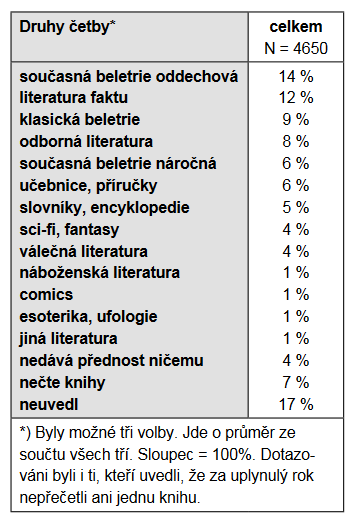 Druhy četby* celkem
N = 4650
současná beletrie oddechová 14 %
literatura faktu 12 %
klasická beletrie 9 %
odborná literatura 8 %
současná beletrie náročná 6 %
učebnice, příručky 6 %
slovníky, encyklopedie 5 %
sci-fi, fantasy 4 %
válečná literatura 4 %
náboženská literatura 1 %
comics 1 %
esoterika, ufologie 1 %
jiná literatura 1 %
nedává přednost ničemu 4 %
nečte knihy 7 %
neuvedl 17 %
*) Byly možné tři volby. Jde o průměr ze
součtu všech tří. Sloupec = 100%. Dotazo-
váni byli i ti, kteří uvedli, že za uplynulý rok
nepřečetli ani jednu knihu.